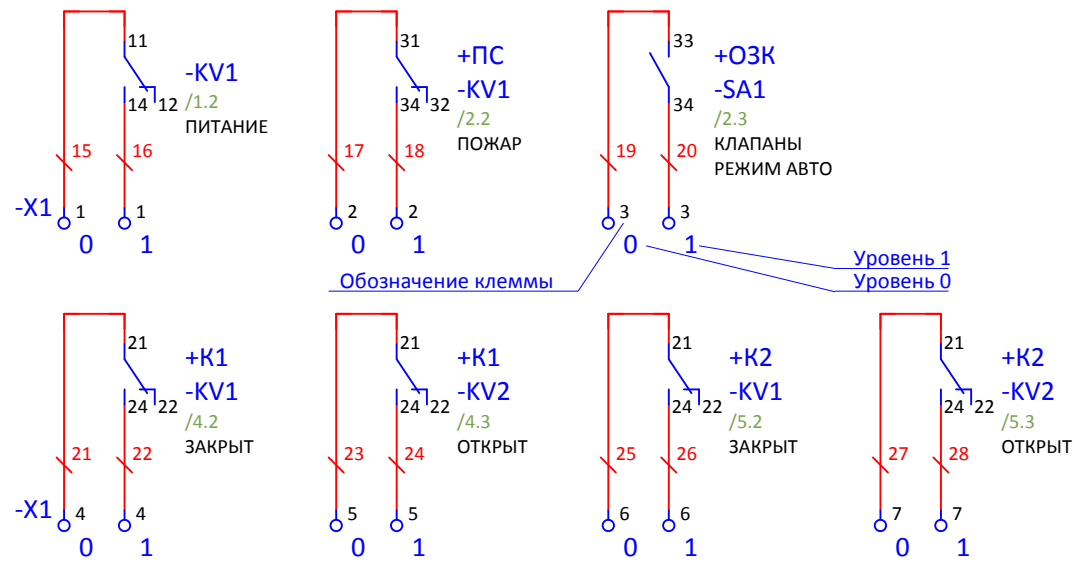 11
-KV1
14 12 /1.2
ПИТАНИЕ
15 16
-X1 1 1
0 1
31
+ПС
-KV1
34 32 /2.2
ПОЖАР
17 18
2 2
0 1
33
+ОЗК
-SA1
34 /2.3
КЛАПАНЫ
РЕЖИМ АВТО
19 20
3 3
0 1
Уровень 1
Обозначение клеммы Уровень 0
21
+К1
-KV1
24 22 /4.2
ЗАКРЫТ
21 22
-X1 4 4
0 1
21
+К1
-KV2
24 22 /4.3
ОТКРЫТ
23 24
5 5
0 1
21
+К2
-KV1
24 22 /5.2
ЗАКРЫТ
25 26
6 6
0 1
21
+К2
-KV2
24 22 /5.3
ОТКРЫТ
27 28
7 7
0 1